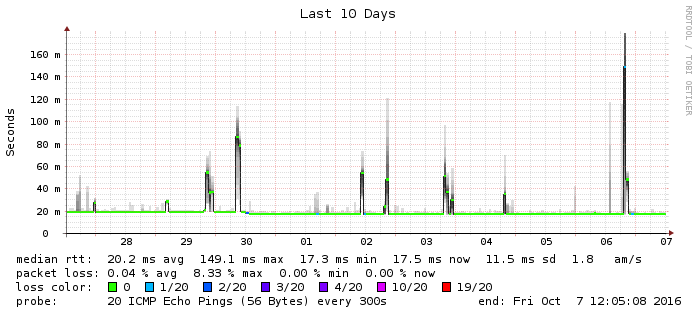 Last 10 Days
RRDTOOL / TOBI OETIKER
Seconds
160 m
140 m
120 m
100 m
80 m
60 m
40 m
20 m
0
28 29 30 01 02 03 04 05 06 07
median rtt: 20.2 ms avg 149.1 ms max 17.3 ms min 17.5 ms now 11.5 ms sd 1.8 am/s
packet loss: 0.04 % avg 8.33 % max 0.00 % min 0.00 % now
loss color: 0 1/20 2/20 3/20 4/20 10/20 19/20
probe: 20 ICMP Echo Pings (56 Bytes) every 300s end: Fri Oct 7 12:05:08 2016